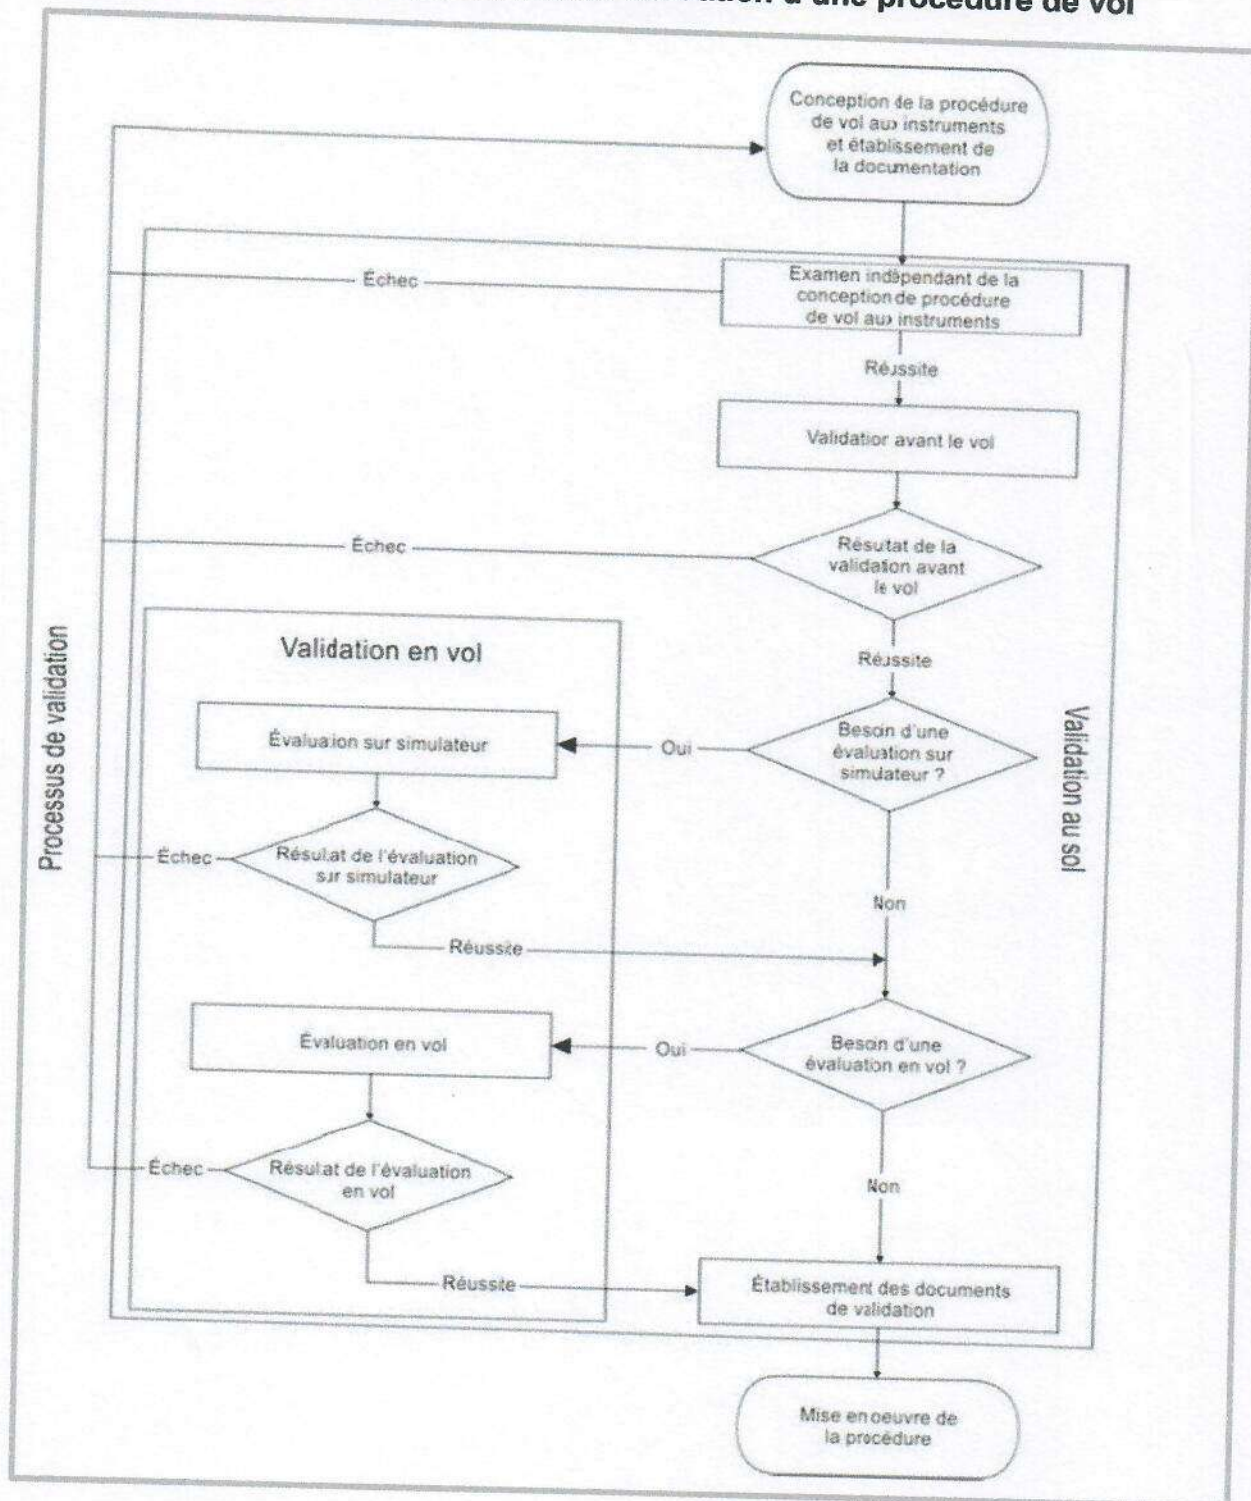 d'une procédure de vol
Conception de la procédure
de vol aux instruments
et établissement de
la documentation
Échec
Examen indépendant de la
conception de procédure
de vol aux instruments
Réussite
Validation avant le vol
Échec
Résultat de la
validation avant
le vol
Réussite
Validation en vol
Processus de validation
Validation au sol
Évaluation sur simulateur
Oui
Besoin d'une
évaluation sur
simulateur ?
Échec
Résultat de l'évaluation
sur simulateur
Non
Réussite
Évaluation en vol
Oui
Besoin d'une
évaluation en vol ?
Échec
Résultat de l'évaluation
en vol
Non
Réussite
Établissement des documents
de validation
Mise en oeuvre de
la procédure